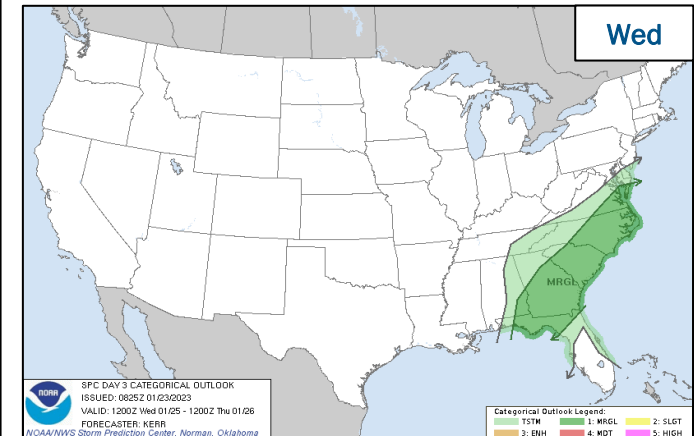 Wed
MRGL
NOAA
SPC DAY 3 CATEGORICAL OUTLOOK
ISSUED: 0825Z 01/23/2023
VALID: 1200Z Wed 01/25 - 1200Z Thu 01/26
FORECASTER: KERR
NOAA/NWS Storm Prediction Center, Norman, Oklahoma
Categorical Outlook Legend:
TSTM 1: MRGL 2: SLGT
3: ENH 4: MDT 5: HIGH